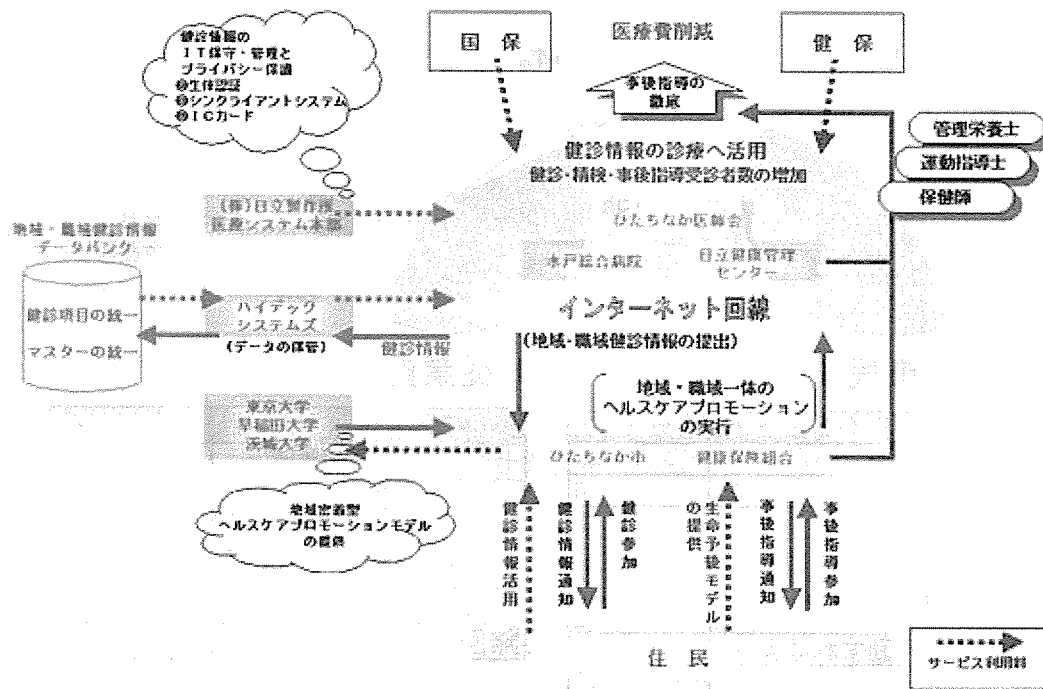 健診情報の
IT保守・管理と
プライバシー保護
❶生体認証
❷シンクライアントシステム
❸ICカード
国 保
医療費削減
健 保
事後指導の
徹底
管理栄養士
運動指導士
保健師
健診情報の診療へ活用
健診・精検・事後指導受診者数の増加
(株)日立製作所
医療システム本部
ひたちなか医師会
水戸総合病院
日立健康管理
センター
地域・職域健診情報
データバンク
健診項目の統一
マスターの統一
ハイテック
システムズ
(データの保管)
健診情報
インターネット回線
(地域・職域健診情報の提出)
地域・職域一体の
ヘルスケアプロモーション
の実行
東京大学
早稲田大学
茨城大学
ひたちなか市
健康保険組合
地域密着型
ヘルスケアプロモーションモデル
の提供
健診情報活用
健診情報通知
健診参加
生命予後モデル
の提供
事後指導通知
事後指導参加
住 民
サービス利用料